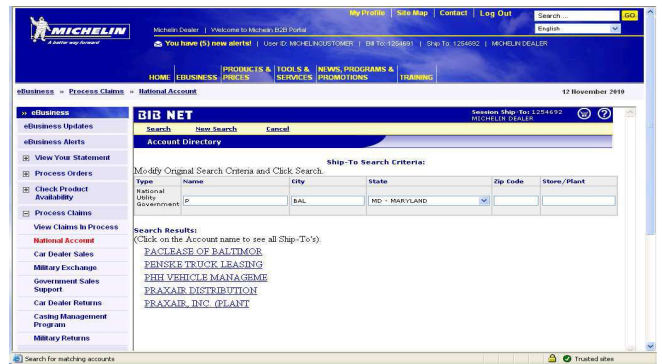 My Profile | Site Map | Contact | Log Out
Search ...
GO
MICHELIN
A better way forward
Michelin Dealer | Welcome to Michelin B2B Portal
English
You have (5) new alerts! | User ID: MICHELINCUSTOMER | Bill To: 1254691 | Ship To: 1254692 | MICHELIN DEALER
HOME
EBUSINESS
PRODUCTS & PRICES
TOOLS & SERVICES
NEWS, PROGRAMS & PROMOTIONS
TRAINING
eBusiness » Process Claims » National Account
12 November 2010
» eBusiness
eBusiness Updates
eBusiness Alerts
View Your Statement
Process Orders
Check Product
Availability
Process Claims
View Claims In Process
National Account
Car Dealer Sales
Military Exchange
Government Sales
Support
Car Dealer Returns
Casing Management
Program
Military Returns
BIB NET
Session Ship-To: 1254692
MICHELIN DEALER
Search New Search Cancel
Account Directory
Ship-To Search Criteria:
Modify Original Search Criteria and Click Search.
Type Name City State Zip Code Store/Plant
National
Utility
Government
P BAL MD - MARYLAND
Search Results:
(Click on the Account name to see all Ship-To's).
PACLEASE OF BALTIMOR
PENSKE TRUCK LEASING
PHH VEHICLE MANAGEME
PRAXAIR DISTRIBUTION
PRAXAIR, INC. (PLANT
Search for matching accounts
Trusted sites